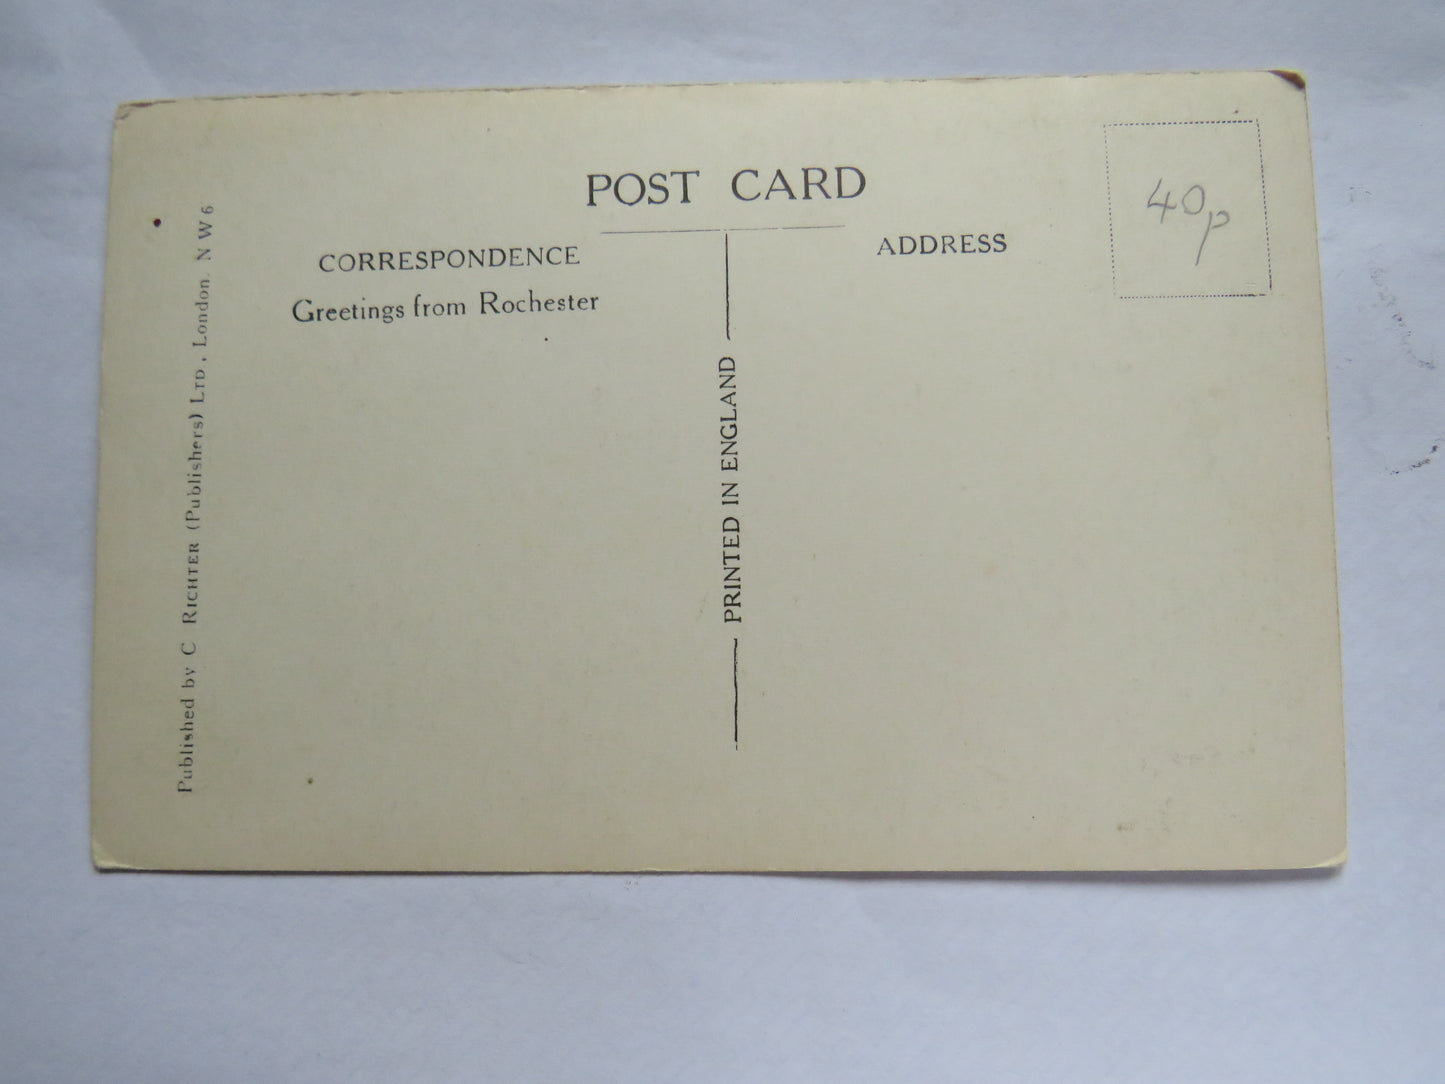 POST CARD
CORRESPONDENCE
ADDRESS
Greetings from Rochester
40p
PRINTED IN ENGLAND
Published by C RICHTER (Publishers) LTD, London. N W 6